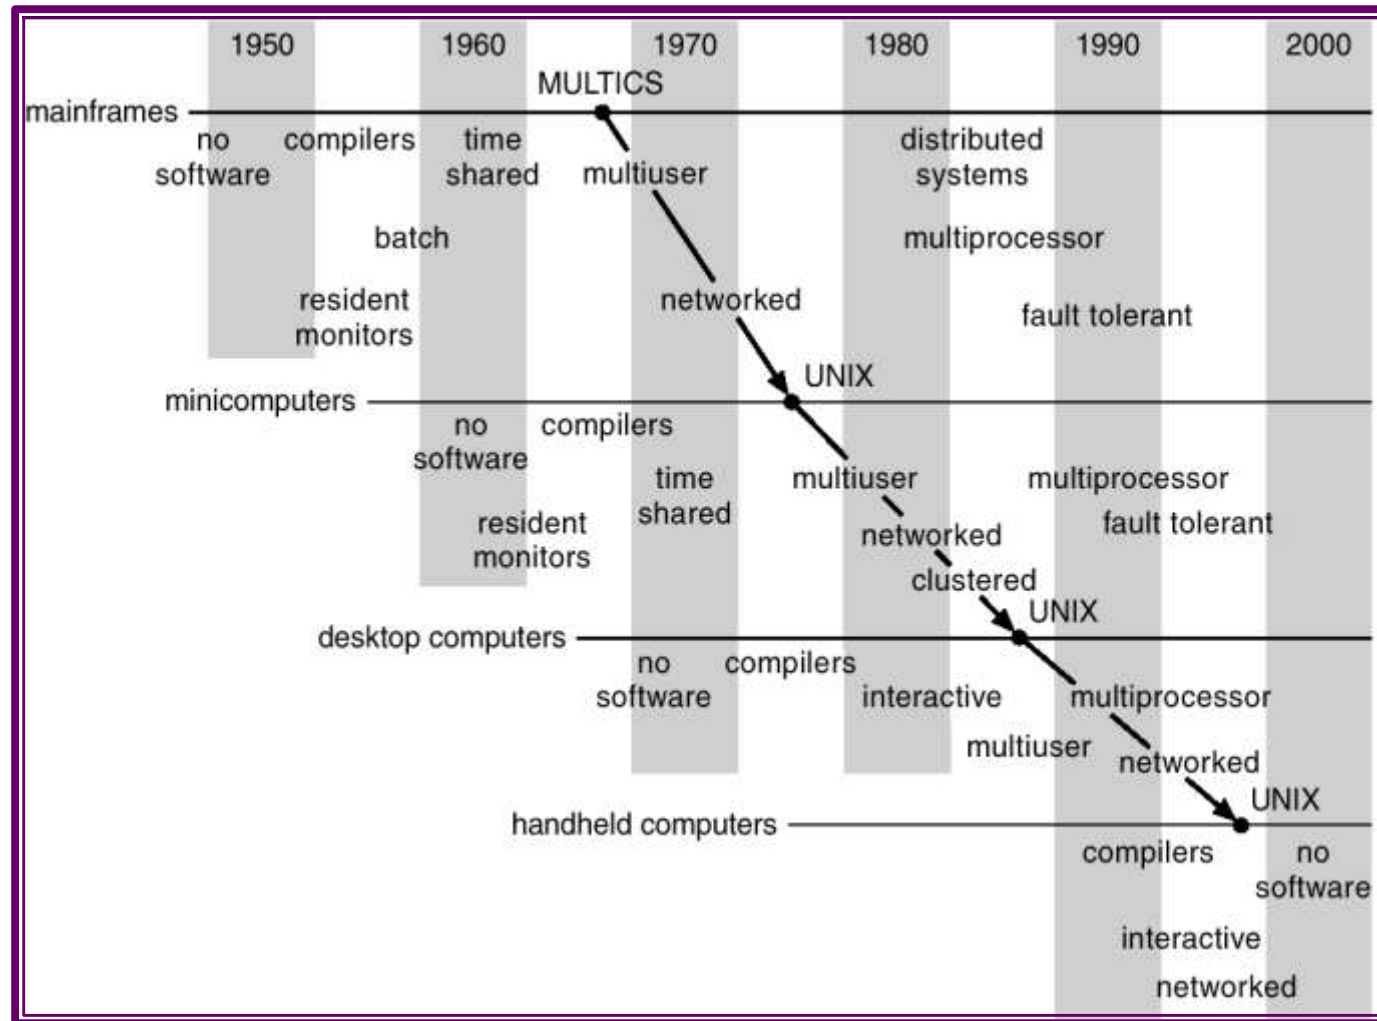 1950 1960 1970 1980 1990 2000
MULTICS
mainframes
no compilers time distributed
software shared multiuser systems
batch multiprocessor
resident networked
monitors fault tolerant
UNIX
minicomputers
no compilers
software
time multiuser multiprocessor
shared
resident fault tolerant
monitors networked
clustered
UNIX
desktop computers
no compilers
software interactive multiprocessor
multiuser
networked
UNIX
handheld computers
compilers no
software
interactive
networked